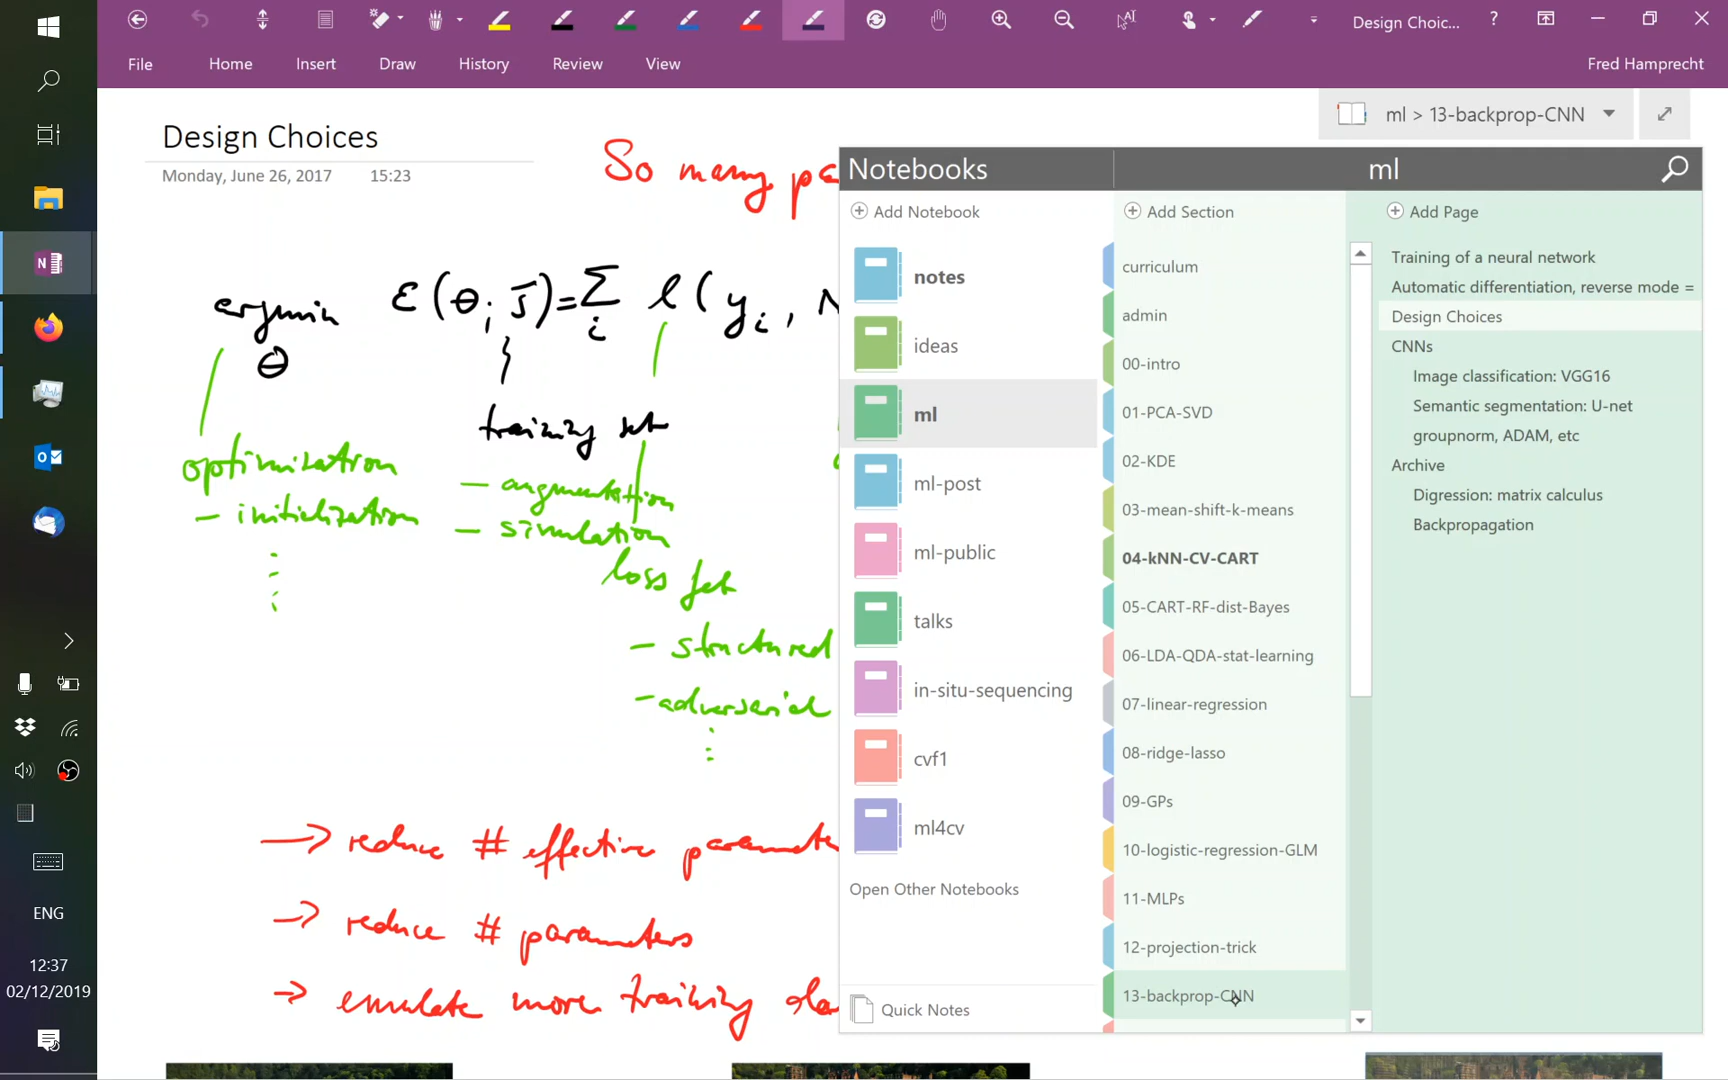 Design Choic...
?
File
Home
Insert
Draw
History
Review
View
Fred Hamprecht
ml > 13-backprop-CNN
Design Choices
Monday, June 26, 2017 15:23
So many pa
argmin
θ
ℰ(θ; S) = Σ
i
l( y
i
,
training set
optimization
- initialization
- augmentation
- simulation
loss fct
- structured
- adversarial
→ reduce # effective paramete
→ reduce # parameters
→ emulate more training
Notebooks
ml
Add Notebook
notes
ideas
ml
ml-post
ml-public
talks
in-situ-sequencing
cvf1
ml4cv
Open Other Notebooks
Quick Notes
Add Section
curriculum
admin
00-intro
01-PCA-SVD
02-KDE
03-mean-shift-k-means
04-kNN-CV-CART
05-CART-RF-dist-Bayes
06-LDA-QDA-stat-learning
07-linear-regression
08-ridge-lasso
09-GPs
10-logistic-regression-GLM
11-MLPs
12-projection-trick
13-backprop-CNN
Add Page
Training of a neural network
Automatic differentiation, reverse mode =
Design Choices
CNNs
Image classification: VGG16
Semantic segmentation: U-net
groupnorm, ADAM, etc
Archive
Digression: matrix calculus
Backpropagation
ENG
12:37
02/12/2019